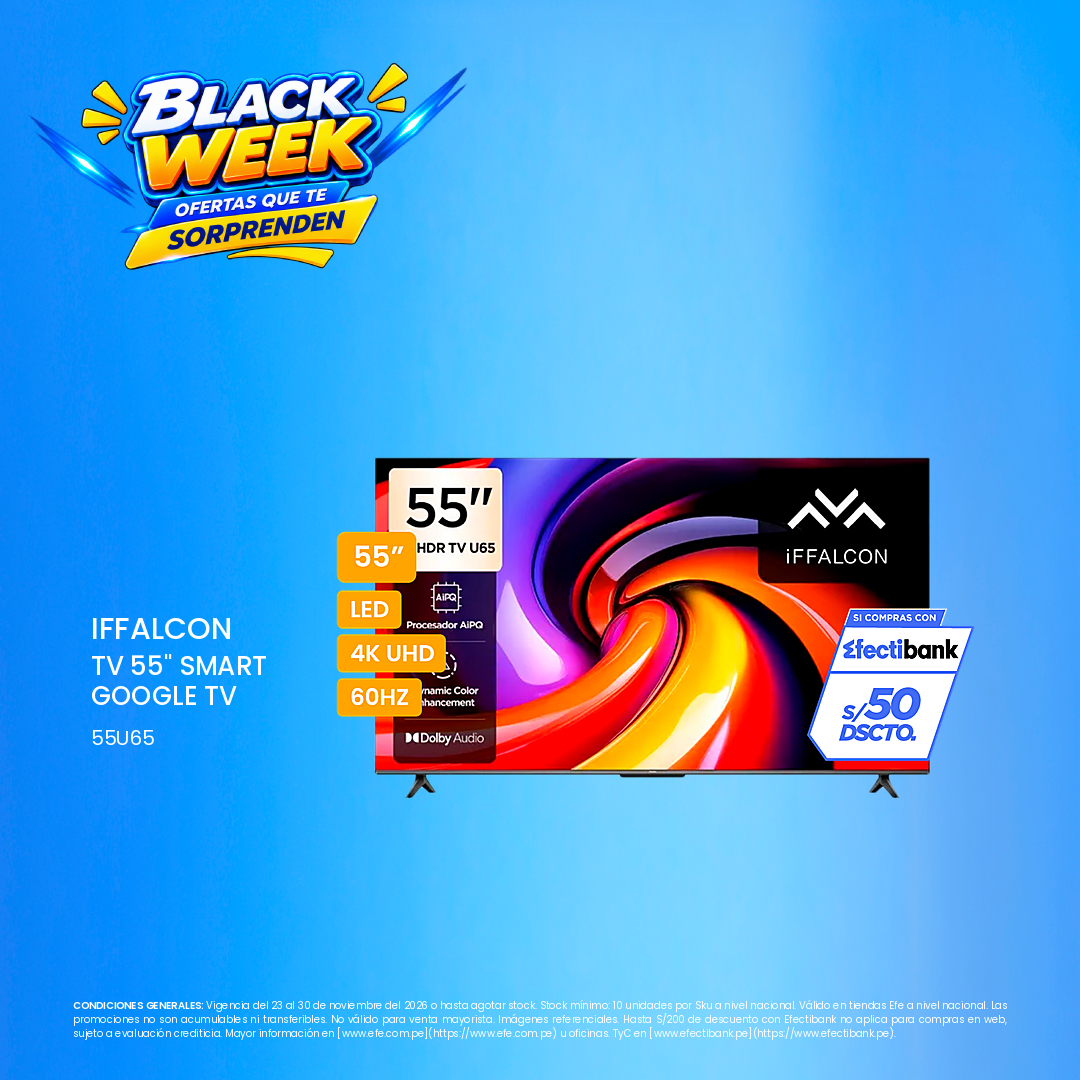 BLACK
WEEK
OFERTAS QUE TE
SORPRENDEN
55"
HDR TV U65
55"
LED
4K UHD
60HZ
AiPQ
Procesador AiPQ
Color
Dolby Audio
iFFALCON
IFFALCON
TV 55" SMART
GOOGLE TV
55U65
SI COMPRAS CON
Efectibank
S/50
DSCTO.
CONDICIONES GENERALES: Vigencia del 23 al 30 de noviembre del 2026 o hasta agotar stock. Stock mínimo: 10 unidades por Sku a nivel nacional. Válido en tiendas Efe a nivel nacional. Las
promociones no son acumulables ni transferibles. No válido para venta mayorista. Imágenes referenciales. Hasta S/200 de descuento con Efectibank no aplica para compras en web,
sujeto a evaluación crediticia. Mayor información en [www.efe.com.pe](https://www.efe.com.pe) u oficinas. TyC en [www.efectibank.pe](https://www.efectibank.pe).